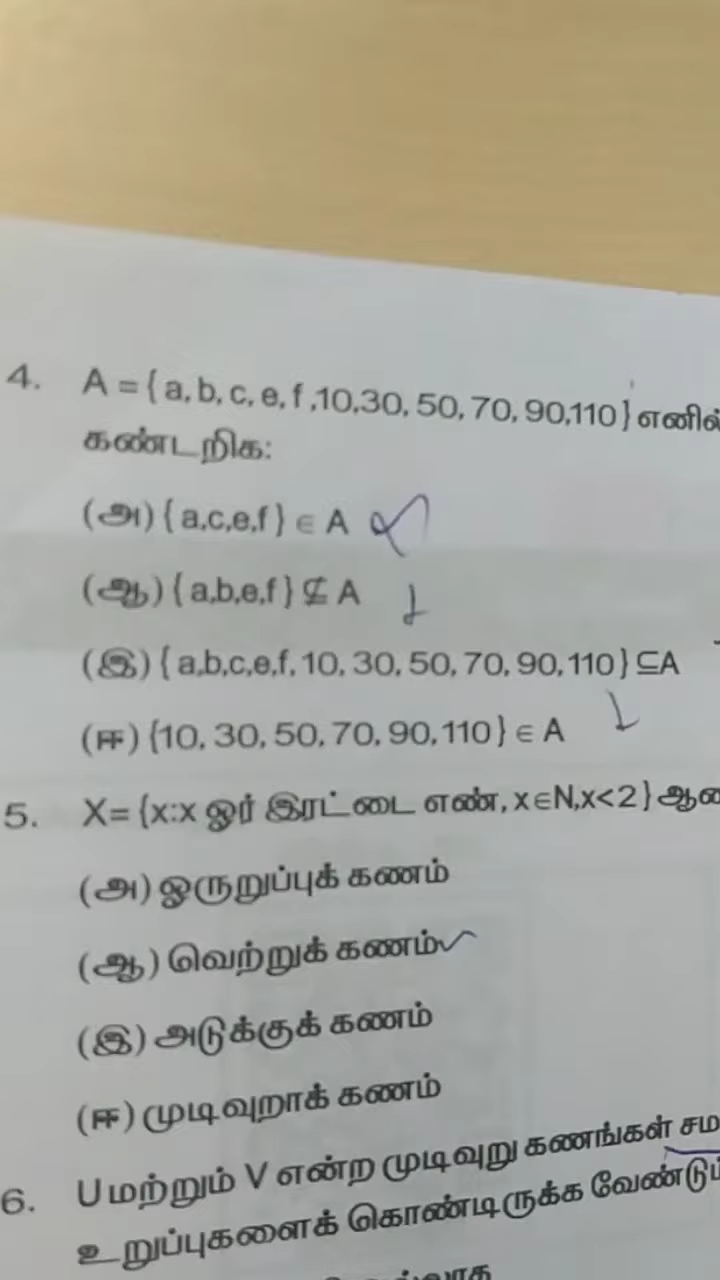 4. A = { a, b, c, e, f ,10,30, 50, 70, 90,110 } எனில்
கண்டறிக:
(அ) { a,c,e,f } ∈ A
(ஆ) { a,b,e,f } ⊈ A
(இ) { a,b,c,e,f, 10, 30, 50, 70, 90, 110 } ⊆A
(ஈ) {10, 30, 50, 70, 90, 110 } ∈ A
5. X= {x:x ஓர் இரட்டை எண், x∈N,x<2 }
(அ) ஓருறுப்புக் கணம்
(ஆ) வெற்றுக் கணம்
(இ) அடுக்குக் கணம்
(ஈ) முடிவுறாக் கணம்
6. U மற்றும் V என்ற முடிவுறு கணங்கள் சம
உறுப்புகளைக் கொண்டிருக்க